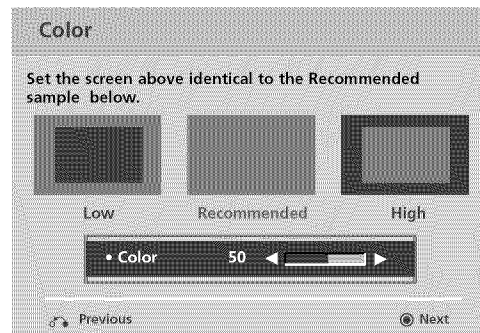 Color
Set the screen above identical to the Recommended
sample below.
Low Recommended High
• Color 50
Previous Next